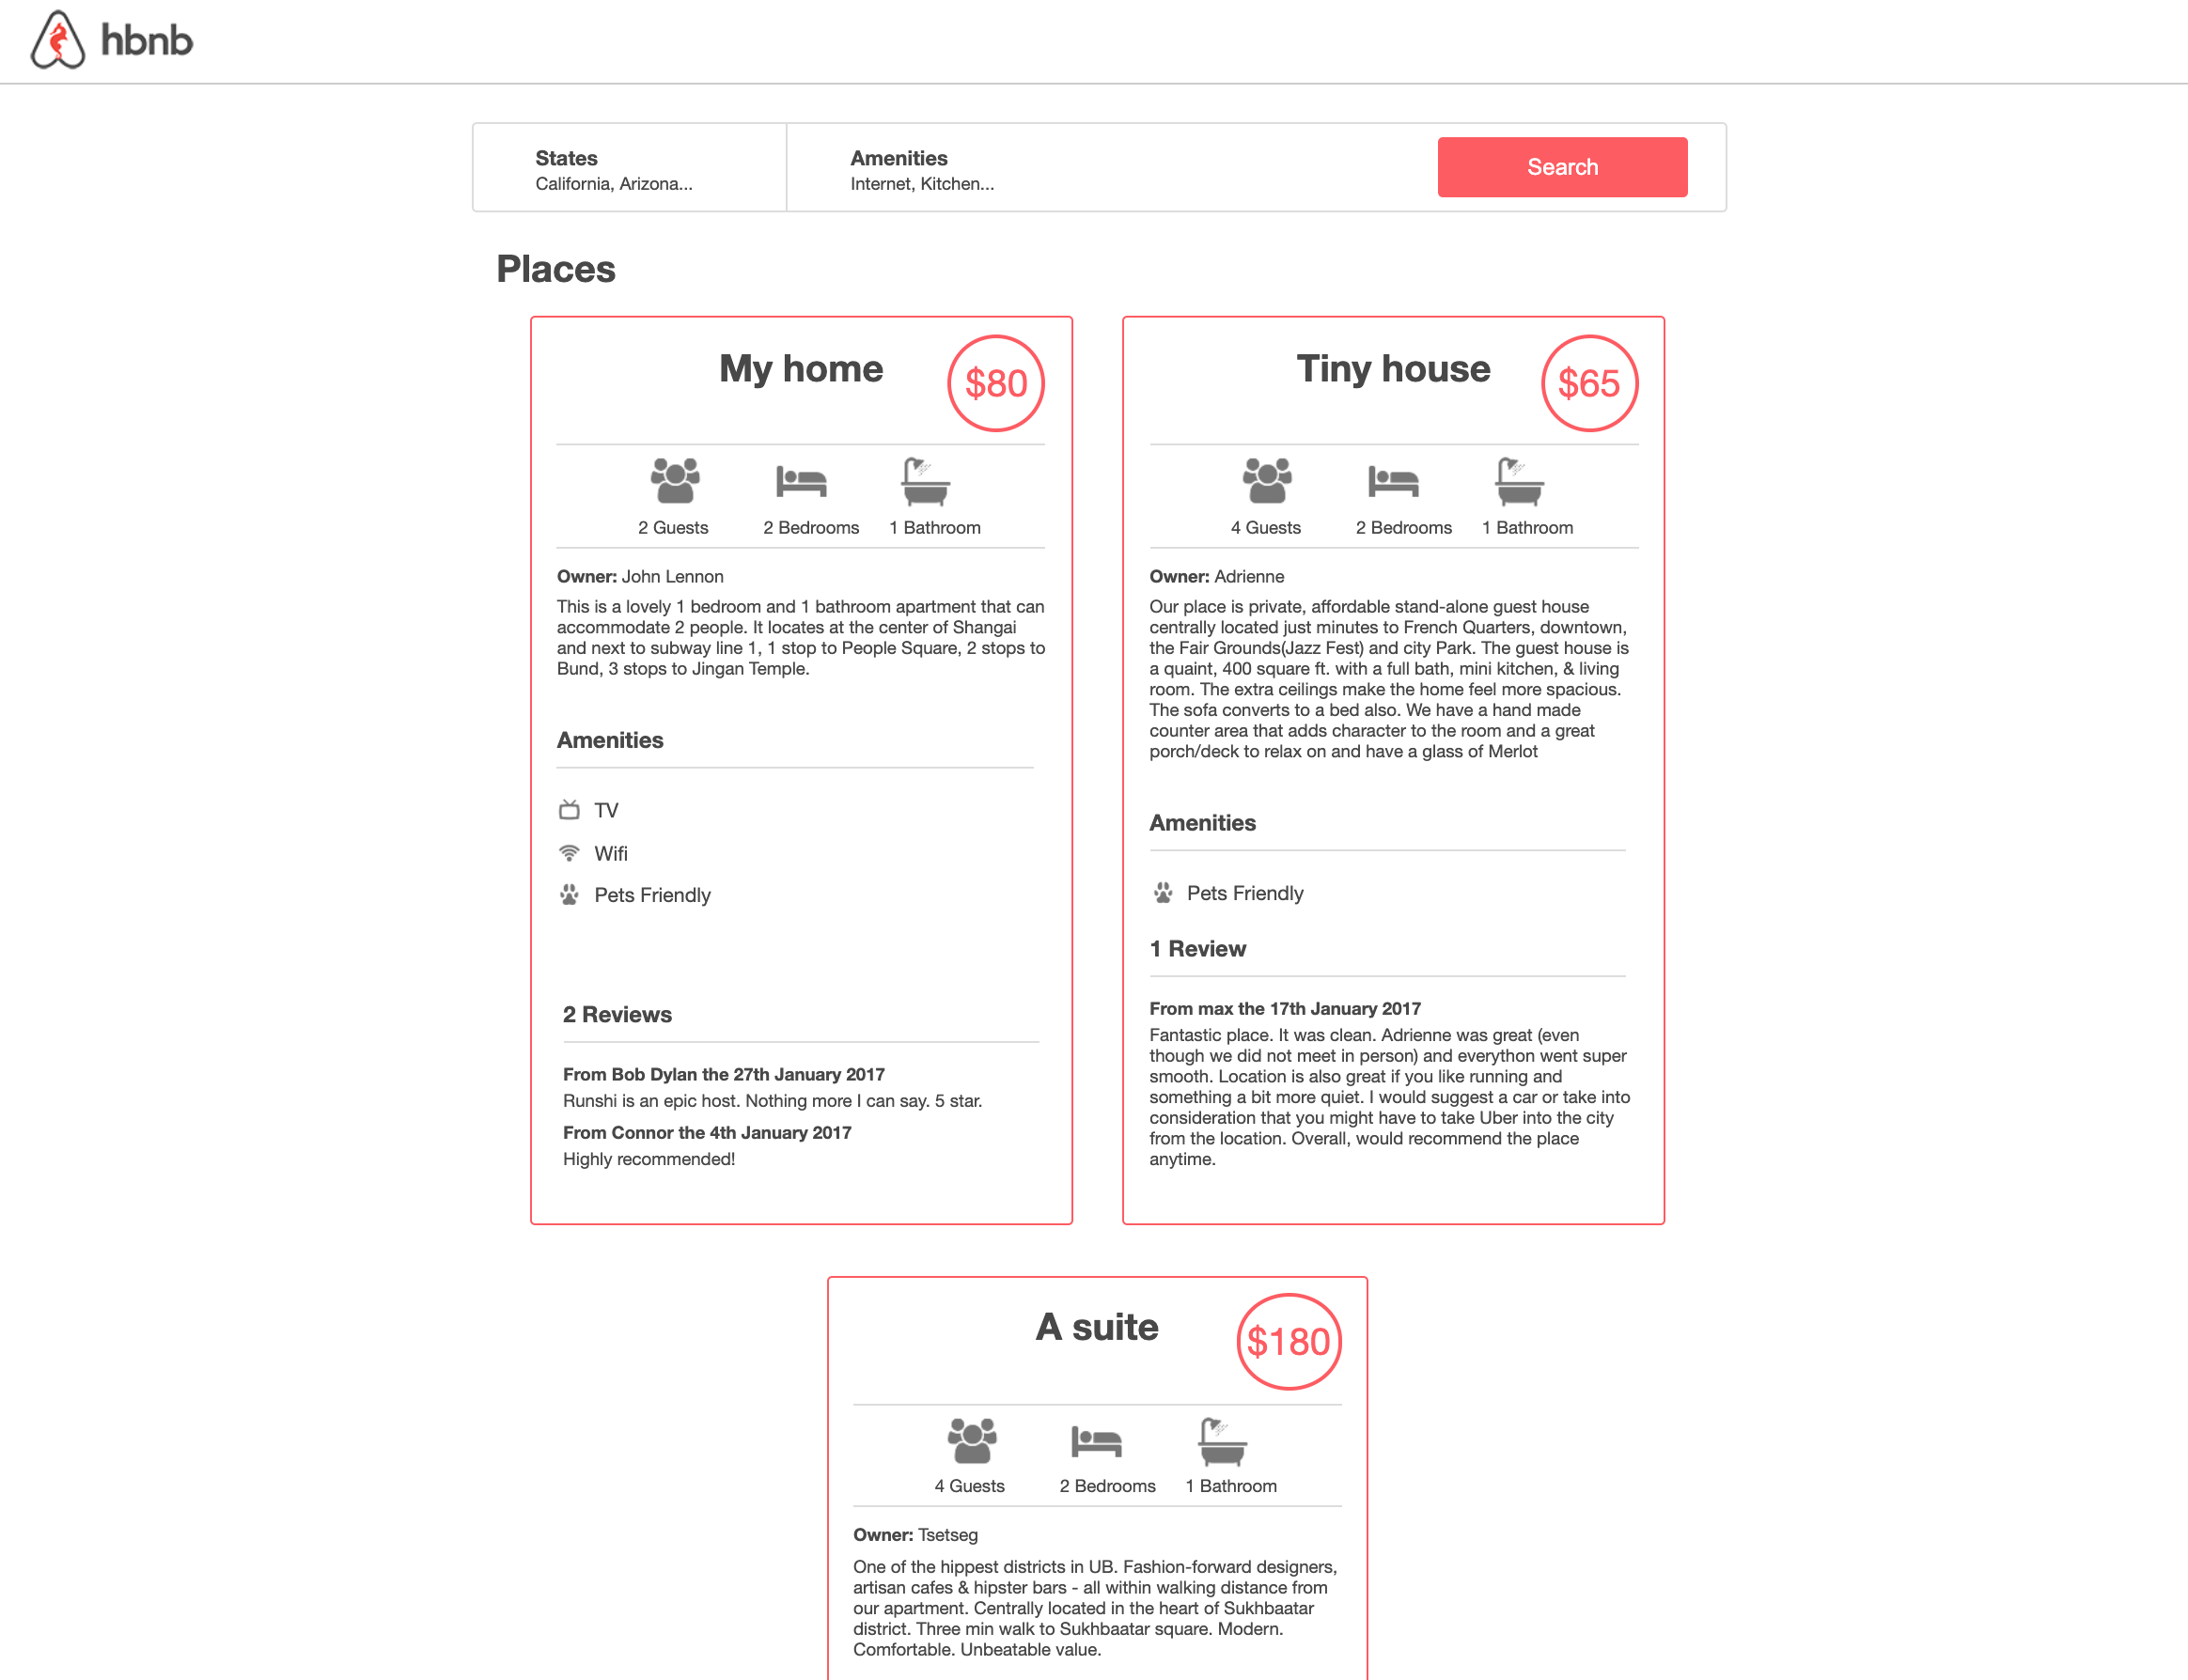 hbnb
States
California, Arizona...
Amenities
Internet, Kitchen...
Search
Places
My home
$80
2 Guests
2 Bedrooms
1 Bathroom
Owner: John Lennon
This is a lovely 1 bedroom and 1 bathroom apartment that can
accommodate 2 people. It locates at the center of Shangai
and next to subway line 1, 1 stop to People Square, 2 stops to
Bund, 3 stops to Jingan Temple.
Amenities
TV
Wifi
Pets Friendly
2 Reviews
From Bob Dylan the 27th January 2017
Runshi is an epic host. Nothing more I can say. 5 star.
From Connor the 4th January 2017
Highly recommended!
Tiny house
$65
4 Guests
2 Bedrooms
1 Bathroom
Owner: Adrienne
Our place is private, affordable stand-alone guest house
centrally located just minutes to French Quarters, downtown,
the Fair Grounds(Jazz Fest) and city Park. The guest house is
a quaint, 400 square ft. with a full bath, mini kitchen, & living
room. The extra ceilings make the home feel more spacious.
The sofa converts to a bed also. We have a hand made
counter area that adds character to the room and a great
porch/deck to relax on and have a glass of Merlot
Amenities
Pets Friendly
1 Review
From max the 17th January 2017
Fantastic place. It was clean. Adrienne was great (even
though we did not meet in person) and everython went super
smooth. Location is also great if you like running and
something a bit more quiet. I would suggest a car or take into
consideration that you might have to take Uber into the city
from the location. Overall, would recommend the place
anytime.
A suite
$180
4 Guests
2 Bedrooms
1 Bathroom
Owner: Tsetseg
One of the hippest districts in UB. Fashion-forward designers,
artisan cafes & hipster bars - all within walking distance from
our apartment. Centrally located in the heart of Sukhbaatar
district. Three min walk to Sukhbaatar square. Modern.
Comfortable. Unbeatable value.